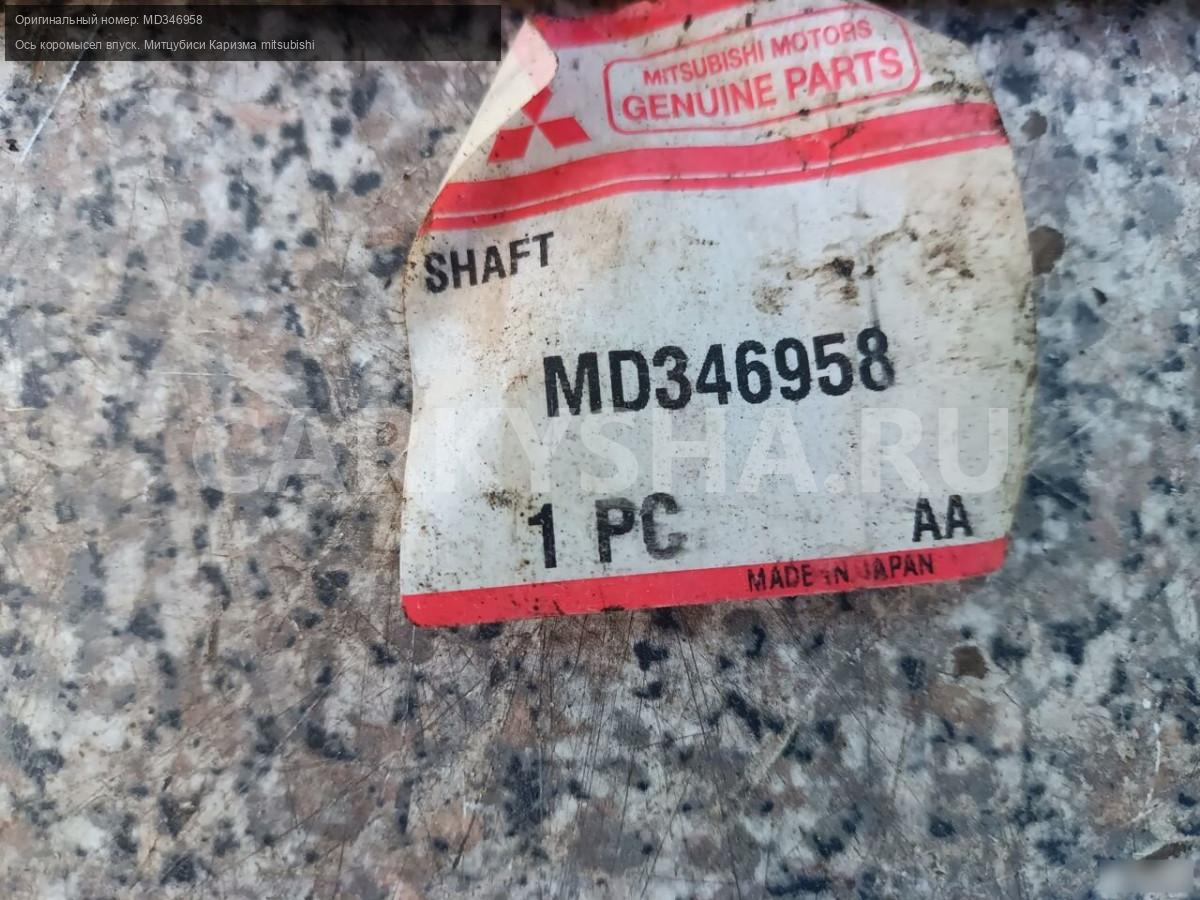 Оригинальный номер: MD346958
Ось коромысел впуск. Митцубиси Каризма mitsubishi
MITSUBISHI MOTORS
GENUINE PARTS
SHAFT
MD346958
CARKYSHA.RU
1 PC
AA
MADE IN JAPAN